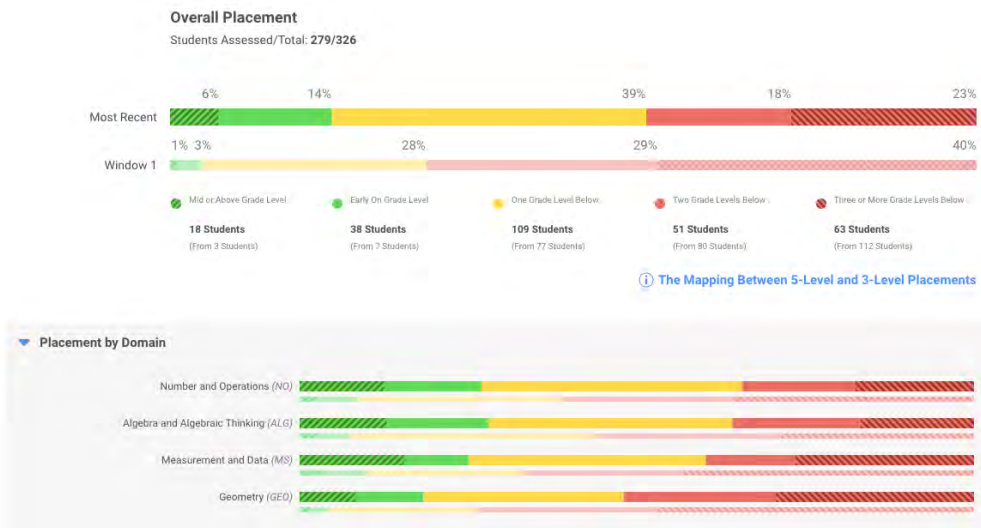 Overall Placement
Students Assessed/Total: 279/326
6% 14% 39% 18% 23%
Most Recent
1% 3% 28% 29% 40%
Window 1
Mid or Above Grade Level Early On Grade Level One Grade Level Below Two Grade Levels Below Three or More Grade Levels Below
18 Students 38 Students 109 Students 51 Students 63 Students
(From 3 Students) (From 7 Students) (From 77 Students) (From 80 Students) (From 112 Students)
The Mapping Between 5-Level and 3-Level Placements
Placement by Domain
Number and Operations (NO)
Algebra and Algebraic Thinking (ALG)
Measurement and Data (MS)
Geometry (GEO)